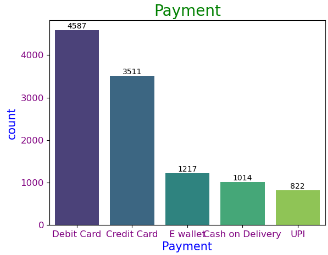 Payment
4587
3511
1217
1014
822
4000
3000
2000
1000
0
count
Debit Card Credit Card E wallet Cash on Delivery UPI
Payment